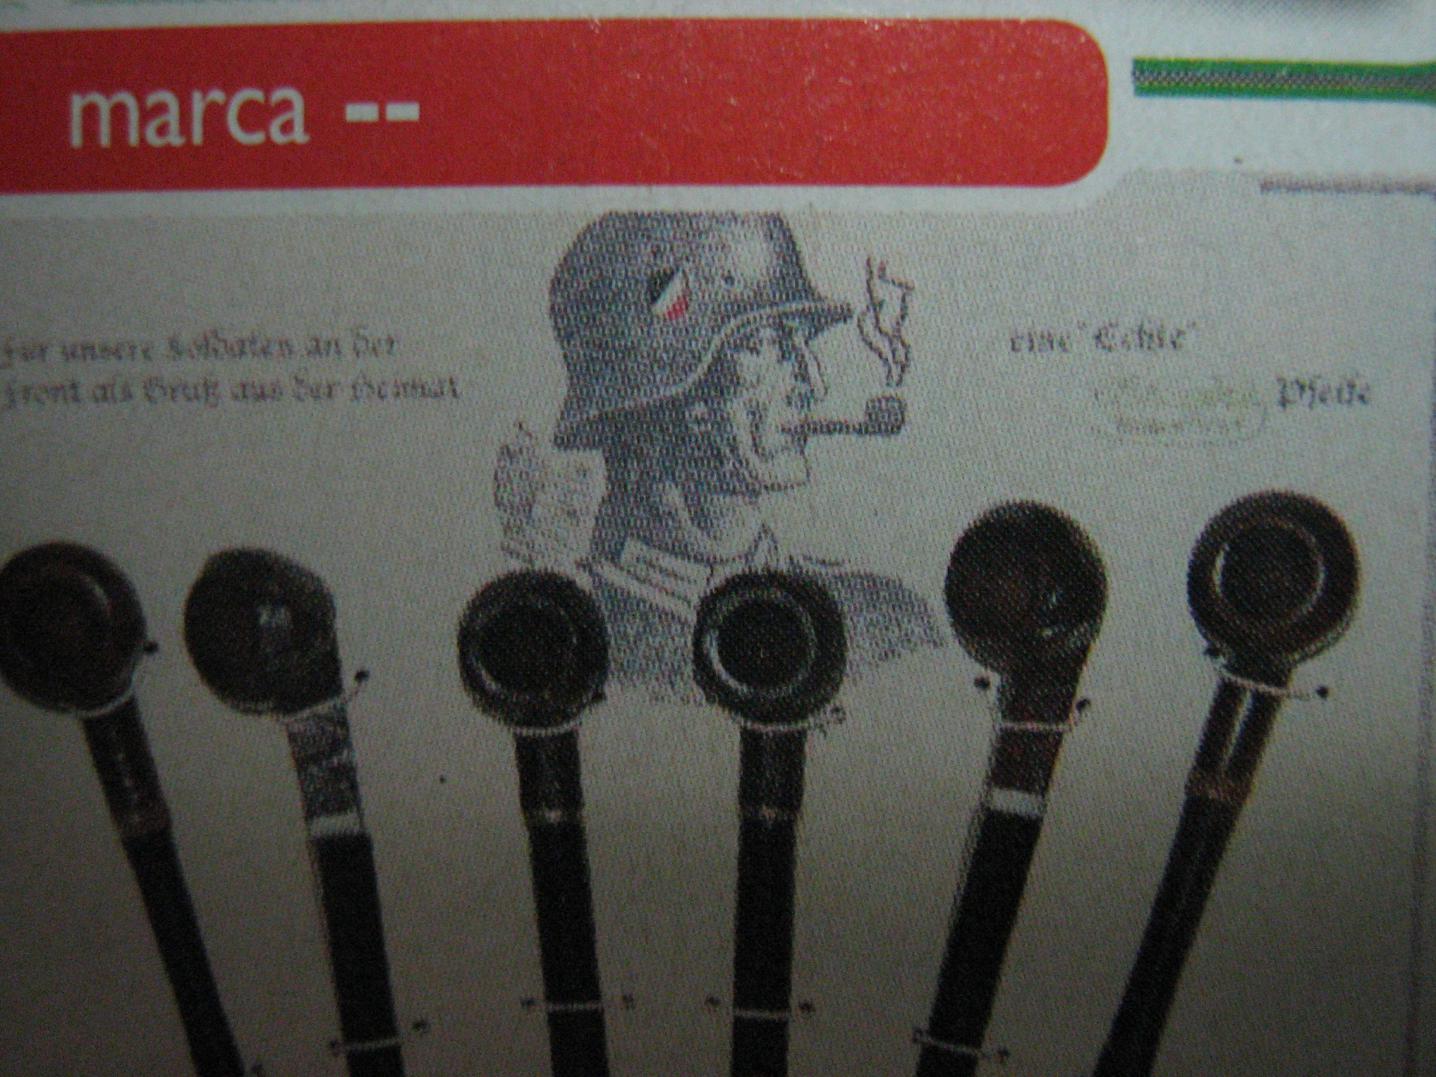 marca --
für unsere Soldaten an der
Front als Gruß aus der Heimat
eine "Echte"
Pfeife